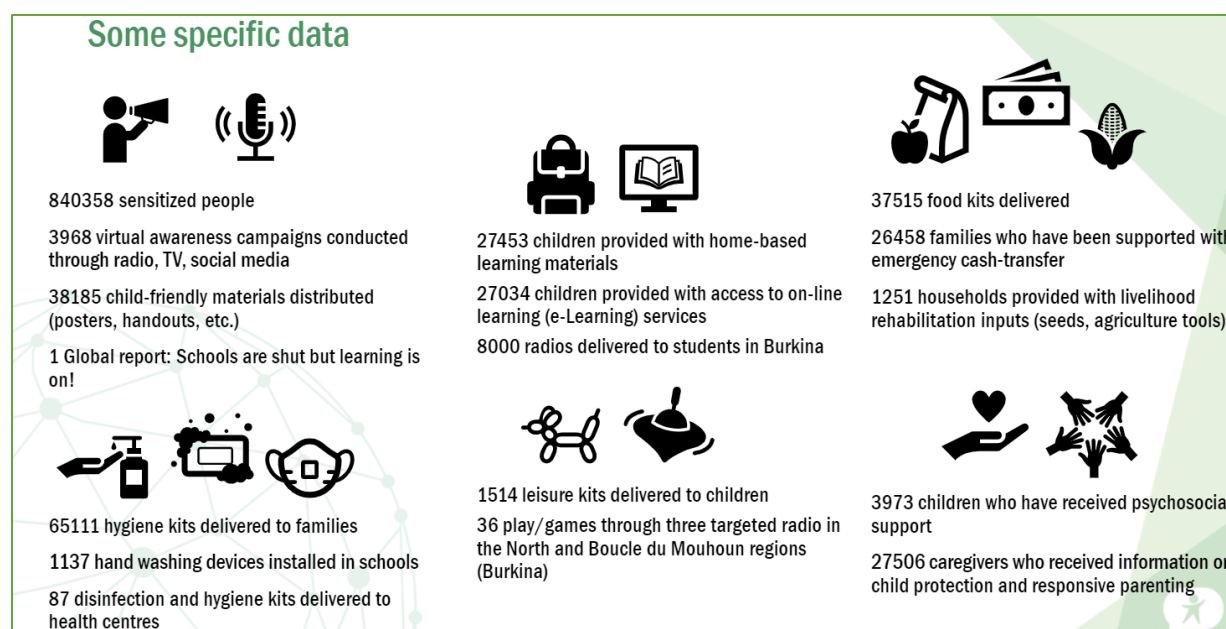 Some specific data
840358 sensitized people
3968 virtual awareness campaigns conducted
through radio, TV, social media
38185 child-friendly materials distributed
(posters, handouts, etc.)
1 Global report: Schools are shut but learning is
on!
65111 hygiene kits delivered to families
1137 hand washing devices installed in schools
87 disinfection and hygiene kits delivered to
health centres
27453 children provided with home-based
learning materials
27034 children provided with access to on-line
learning (e-Learning) services
8000 radios delivered to students in Burkina
1514 leisure kits delivered to children
36 play/games through three targeted radio in
the North and Boucle du Mouhoun regions
(Burkina)
37515 food kits delivered
26458 families who have been supported with
emergency cash-transfer
1251 households provided with livelihood
rehabilitation inputs (seeds, agriculture tools)
3973 children who have received psychosocia
support
27506 caregivers who received information or
child protection and responsive parenting